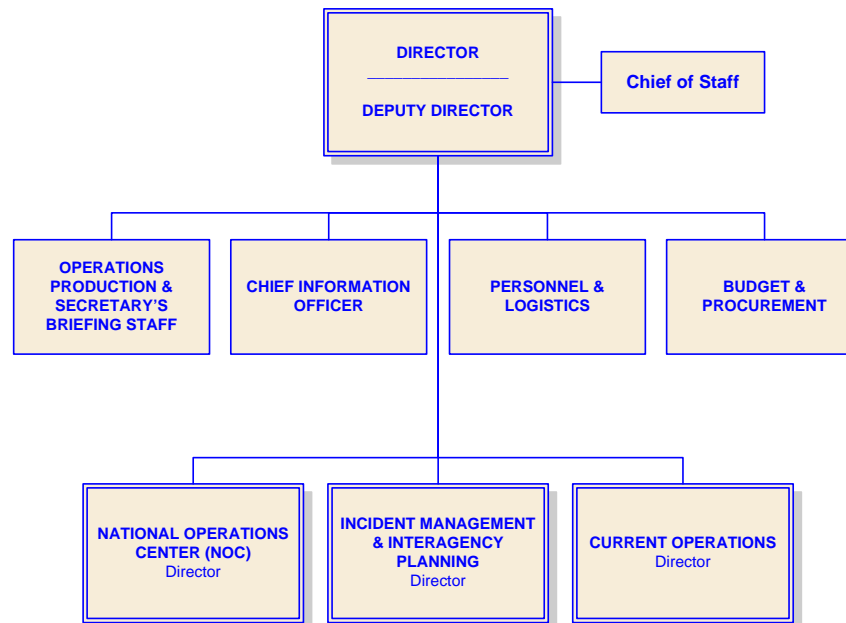 DIRECTOR
DEPUTY DIRECTOR
Chief of Staff
OPERATIONS
PRODUCTION &
SECRETARY’S
BRIEFING STAFF
CHIEF INFORMATION
OFFICER
PERSONNEL &
LOGISTICS
BUDGET &
PROCUREMENT
NATIONAL OPERATIONS
CENTER (NOC)
Director
INCIDENT MANAGEMENT
& INTERAGENCY
PLANNING
Director
CURRENT OPERATIONS
Director